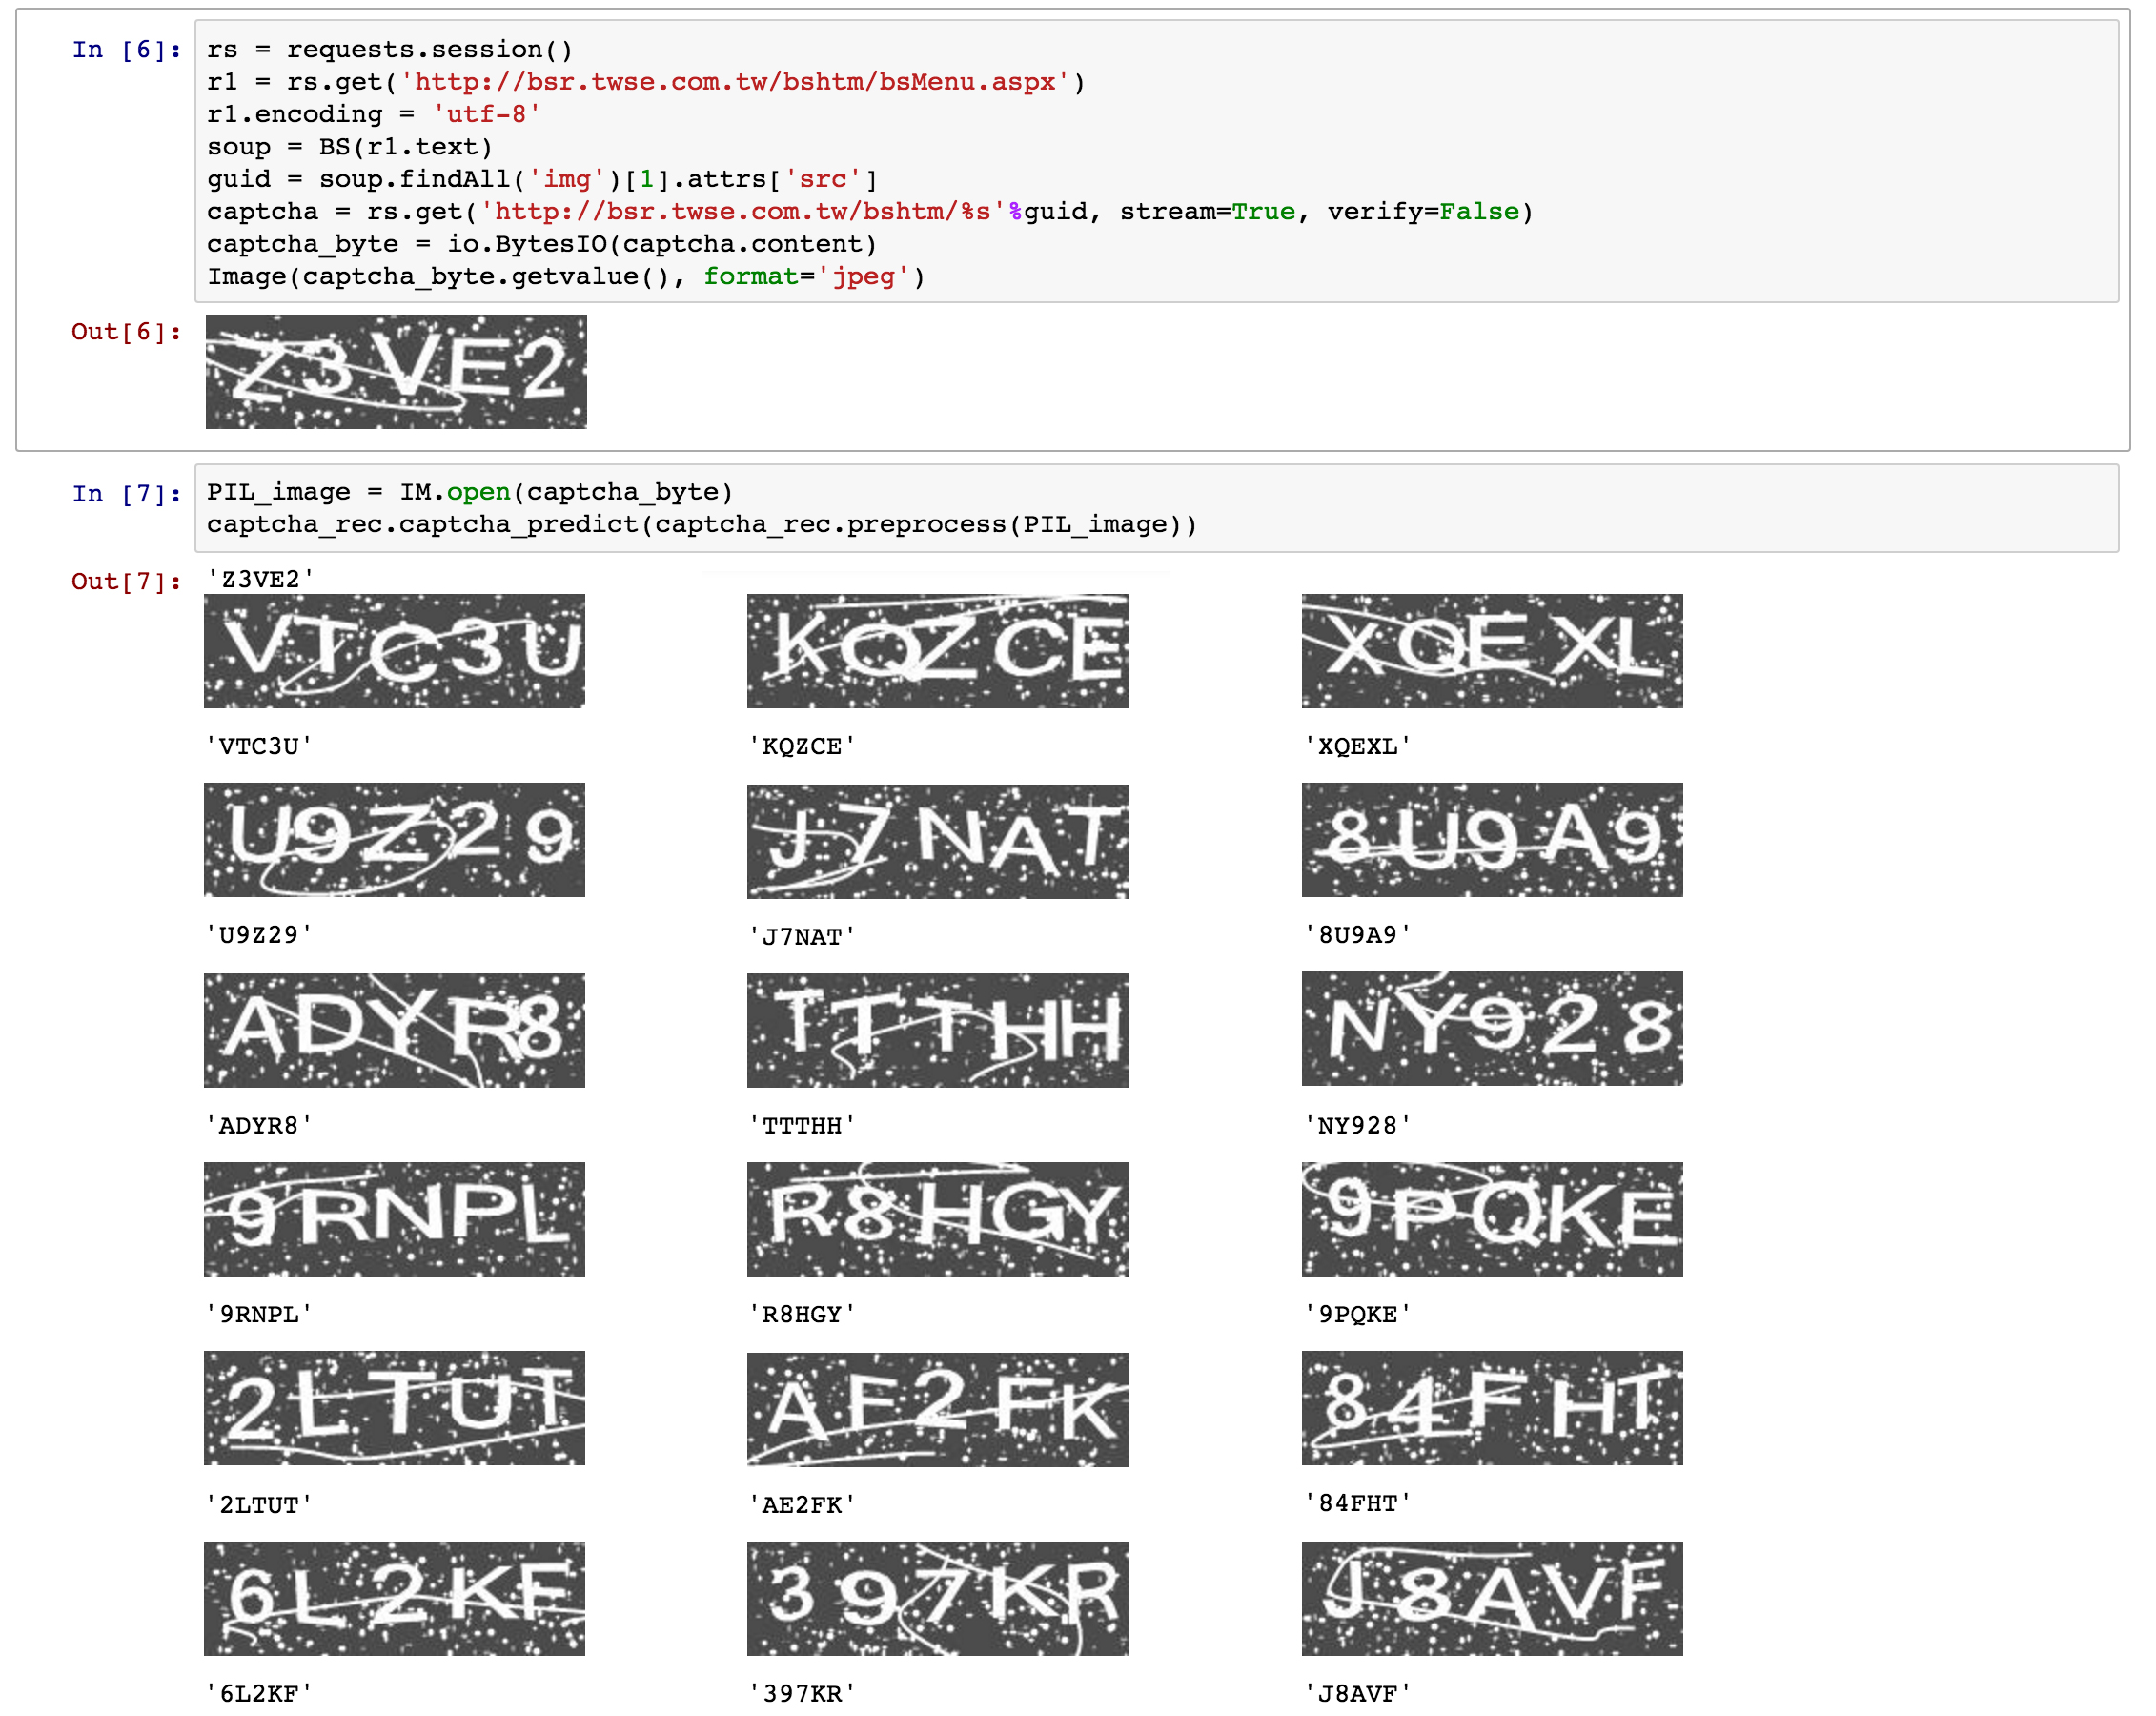 In [6]:
rs = requests.session()
r1 = rs.get('http://bsr.twse.com.tw/bshtm/bsMenu.aspx')
r1.encoding = 'utf-8'
soup = BS(r1.text)
guid = soup.findAll('img')[1].attrs['src']
captcha = rs.get('http://bsr.twse.com.tw/bshtm/%s'%guid, stream=True, verify=False)
captcha_byte = io.BytesIO(captcha.content)
Image(captcha_byte.getvalue(), format='jpeg')
Out[6]:
Z3VE2
In [7]:
PIL_image = IM.open(captcha_byte)
captcha_rec.captcha_predict(captcha_rec.preprocess(PIL_image))
Out[7]:
'Z3VE2'
VTC3U KQZCE XQEXL
'VTC3U' 'KQZCE' 'XQEXL'
U9Z29 J7NAT 8U9A9
'U9Z29' 'J7NAT' '8U9A9'
ADYR8 TTTHH NY928
'ADYR8' 'TTTHH' 'NY928'
9RNPL R8HGY 9PQKE
'9RNPL' 'R8HGY' '9PQKE'
2LTUT AF2FK 84FHT
'2LTUT' 'AE2FK' '84FHT'
6L2KF 397KR J8AVF
'6L2KF' '397KR' 'J8AVF'